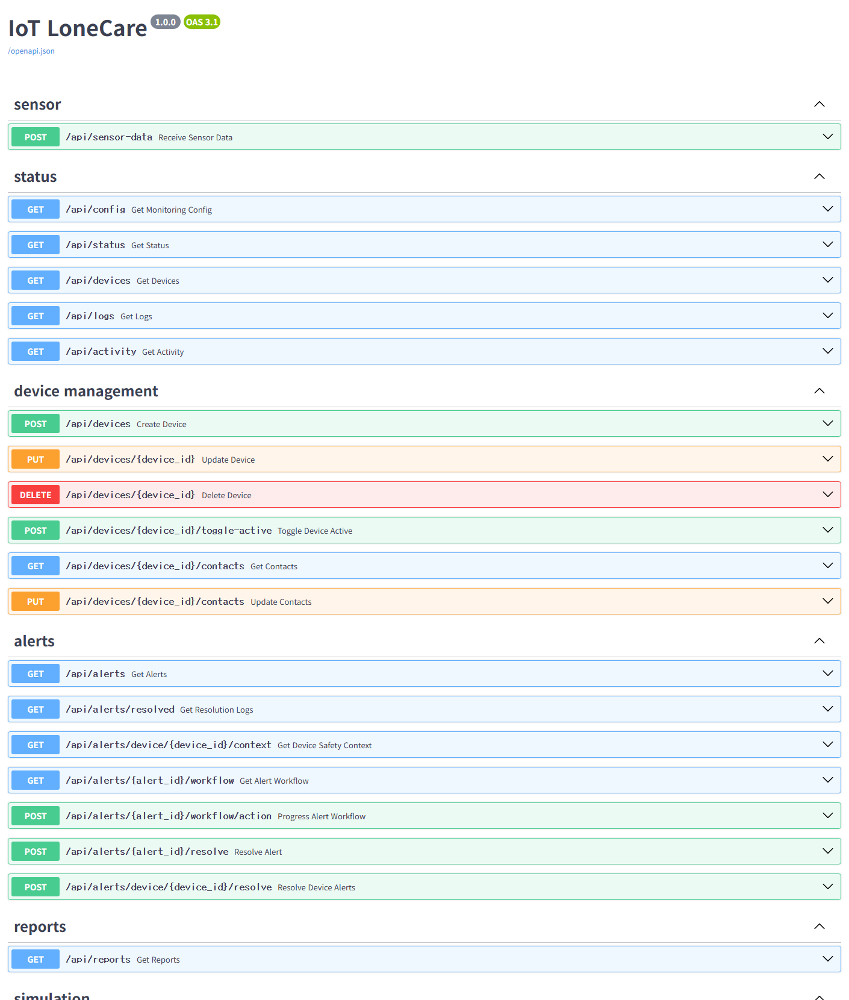 IoT LoneCare 1.0.0 OAS 3.1
/openapi.json
sensor
POST /api/sensor-data Receive Sensor Data
status
GET /api/config Get Monitoring Config
GET /api/status Get Status
GET /api/devices Get Devices
GET /api/logs Get Logs
GET /api/activity Get Activity
device management
POST /api/devices Create Device
PUT /api/devices/{device_id} Update Device
DELETE /api/devices/{device_id} Delete Device
POST /api/devices/{device_id}/toggle-active Toggle Device Active
GET /api/devices/{device_id}/contacts Get Contacts
PUT /api/devices/{device_id}/contacts Update Contacts
alerts
GET /api/alerts Get Alerts
GET /api/alerts/resolved Get Resolution Logs
GET /api/alerts/device/{device_id}/context Get Device Safety Context
GET /api/alerts/{alert_id}/workflow Get Alert Workflow
POST /api/alerts/{alert_id}/workflow/action Progress Alert Workflow
POST /api/alerts/{alert_id}/resolve Resolve Alert
POST /api/alerts/device/{device_id}/resolve Resolve Device Alerts
reports
GET /api/reports Get Reports
simulation